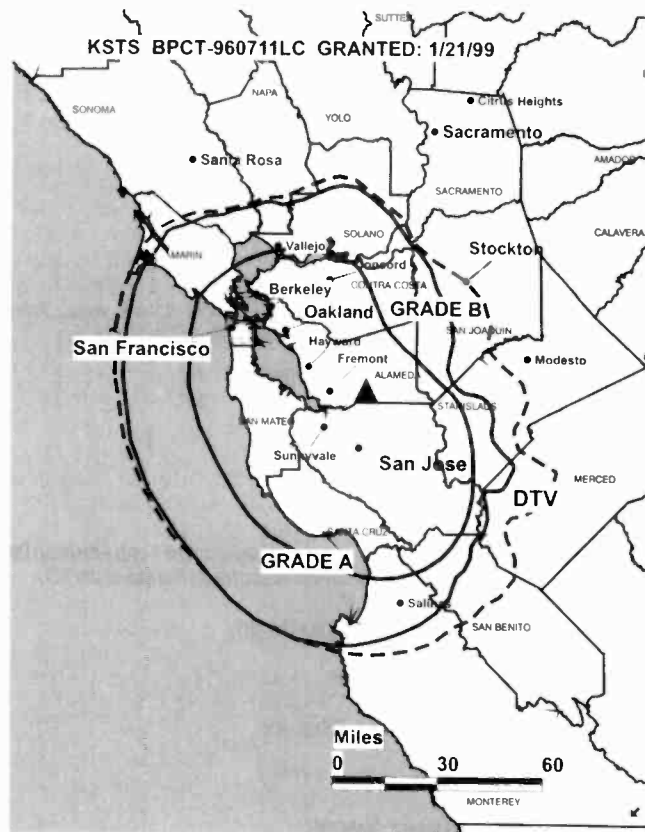 SUTTER
KSTS BPCT-960711LC GRANTED: 1/21/99
NAPA
SONOMA
YOLO
Citrus Heights
Sacramento
Santa Rosa
AMADOR
SACRAMENTO
SOLANO
CALAVERA
MARIN
Vallejo
Stockton
Concord
CONTRA COSTA
Berkeley
GRADE B
Oakland
SAN JOAQUIN
San Francisco
Hayward
Fremont
Modesto
ALAMEDA
STANISLAUS
SAN MATEO
Sunnyvale
San Jose
MERCED
DTV
SANTA CRUZ
GRADE A
Salinas
SAN BENITO
Miles
0 30 60
MONTEREY